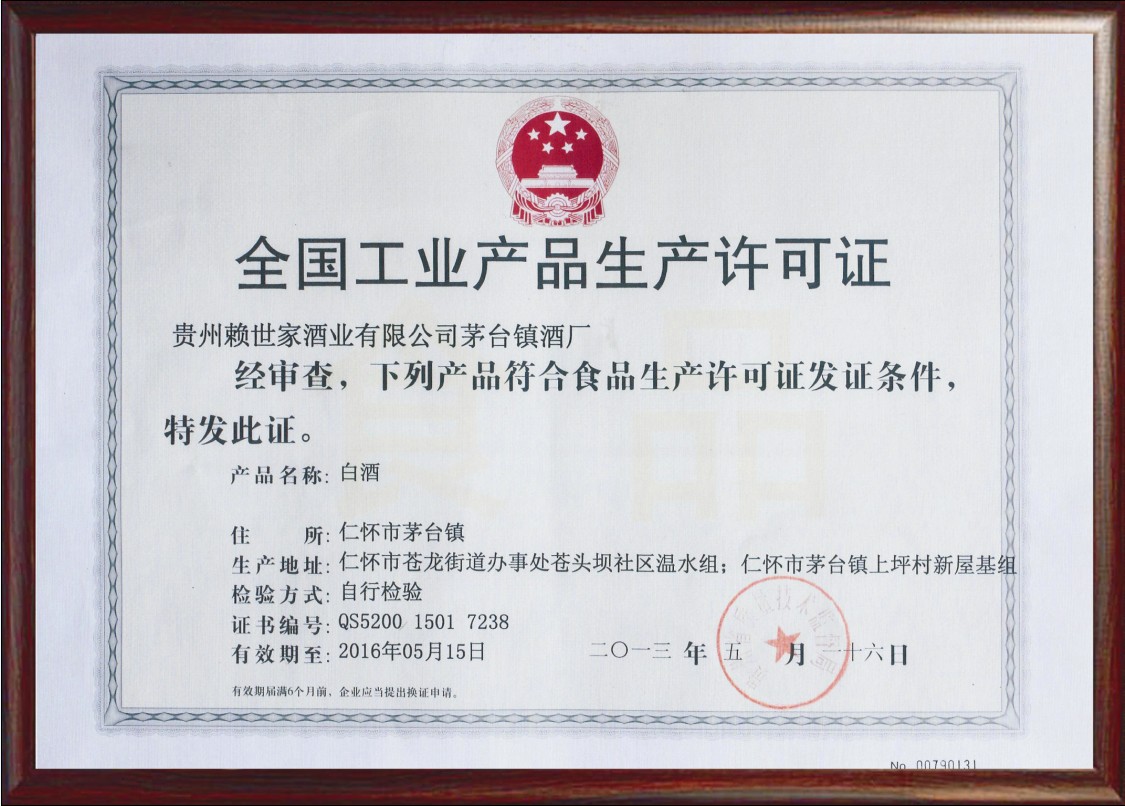 全国工业产品生产许可证
贵州赖世家酒业有限公司茅台镇酒厂
经审查，下列产品符合食品生产许可证发证条件，
特发此证。
产品名称: 白酒
住 所: 仁怀市茅台镇
生产地址: 仁怀市苍龙街道办事处苍头坝社区温水组；仁怀市茅台镇上坪村新屋基组
检验方式: 自行检验
证书编号: QS5200 1501 7238
有效期至: 2016年05月15日
二〇一三 年 五 月 十六日
有效期届满6个月前，企业应当提出换证申请。
No 00790131